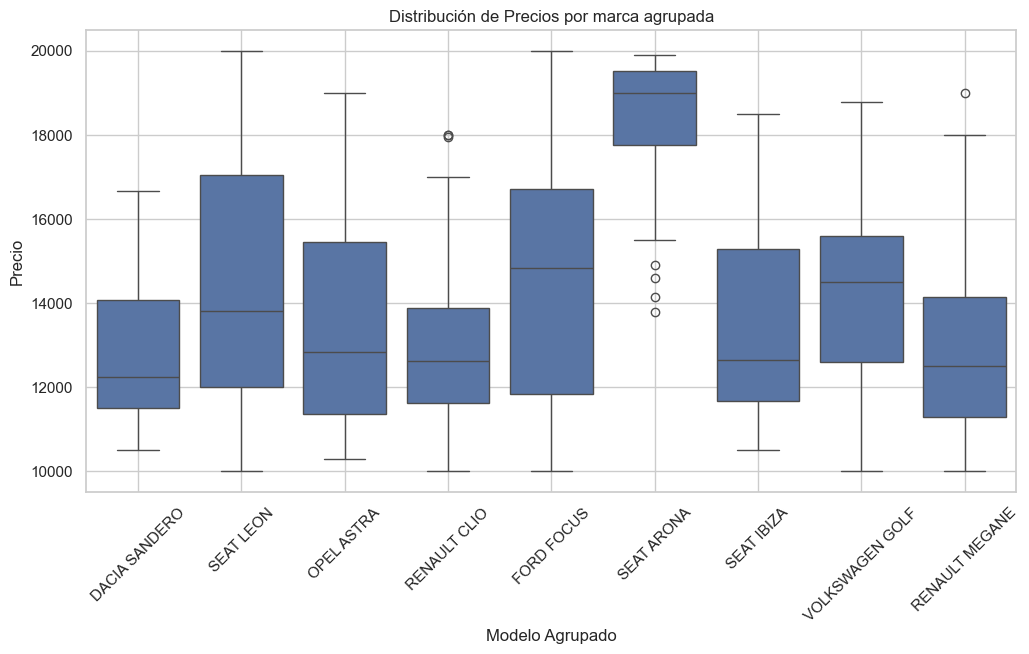 Distribución de Precios por marca agrupada
Precio
20000
18000
16000
14000
12000
10000
DACIA SANDERO
SEAT LEON
OPEL ASTRA
RENAULT CLIO
FORD FOCUS
SEAT ARONA
SEAT IBIZA
VOLKSWAGEN GOLF
RENAULT MEGANE
Modelo Agrupado